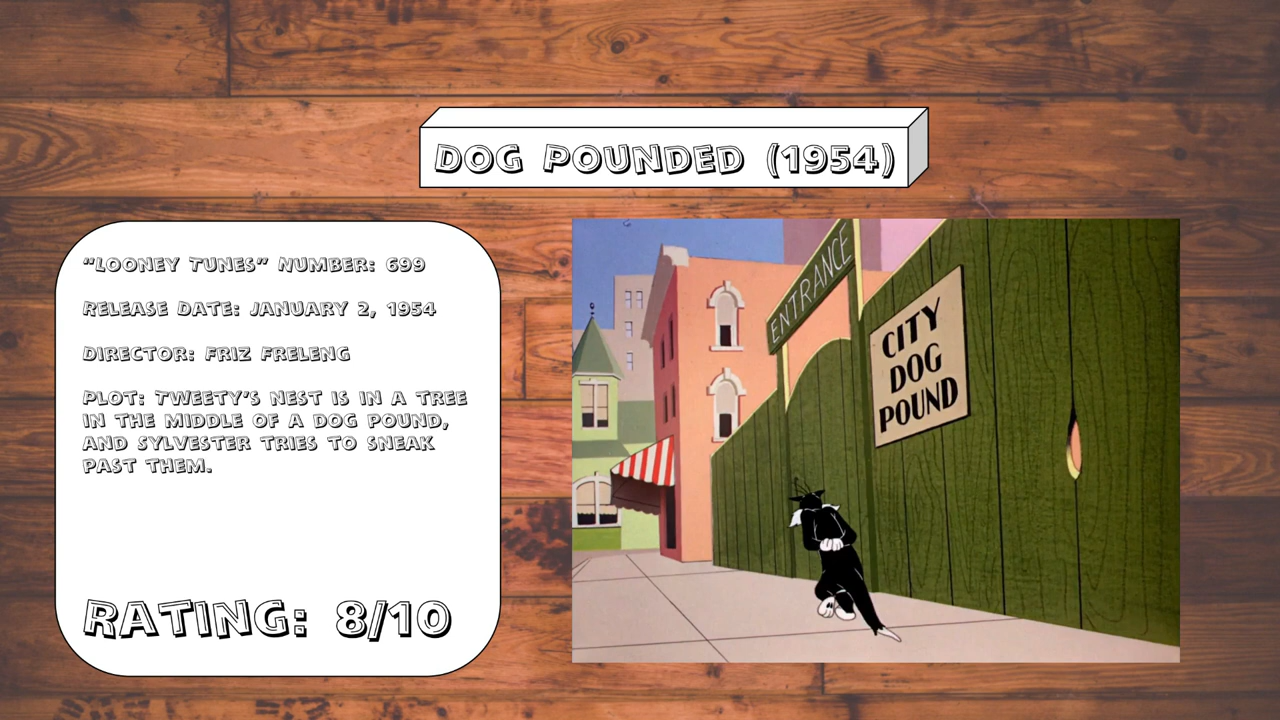 DOG POUNDED (1954)
"LOONEY TUNES" NUMBER: 699
RELEASE DATE: JANUARY 2, 1954
DIRECTOR: FRIZ FRELENG
PLOT: TWEETY'S NEST IS IN A TREE
IN THE MIDDLE OF A DOG POUND,
AND SYLVESTER TRIES TO SNEAK
PAST THEM.
RATING: 8/10
ENTRANCE
CITY
DOG
POUND